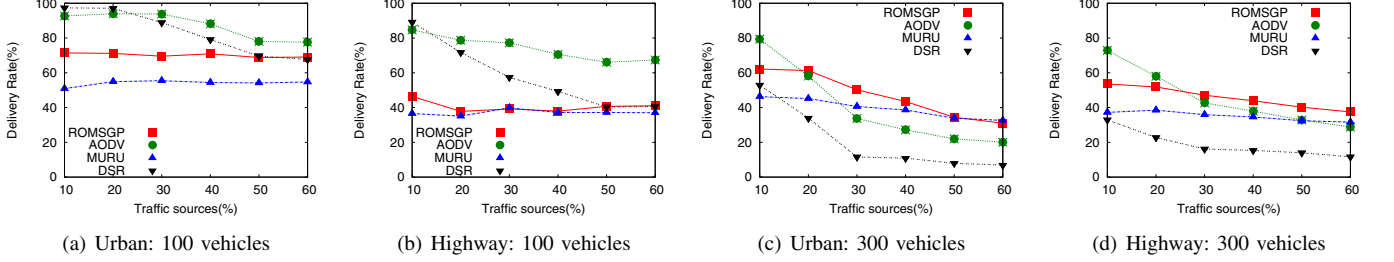 100
80
60
40
20
0
10 20 30 40 50 60
Delivery Rate(%)
Traffic sources(%)
ROMSGP
AODV
MURU
DSR
(a) Urban: 100 vehicles
100
80
60
40
20
0
10 20 30 40 50 60
Delivery Rate(%)
Traffic sources(%)
ROMSGP
AODV
MURU
DSR
(b) Highway: 100 vehicles
100
80
60
40
20
0
10 20 30 40 50 60
Delivery Rate(%)
Traffic sources(%)
ROMSGP
AODV
MURU
DSR
(c) Urban: 300 vehicles
100
80
60
40
20
0
10 20 30 40 50 60
Delivery Rate(%)
Traffic sources(%)
ROMSGP
AODV
MURU
DSR
(d) Highway: 300 vehicles